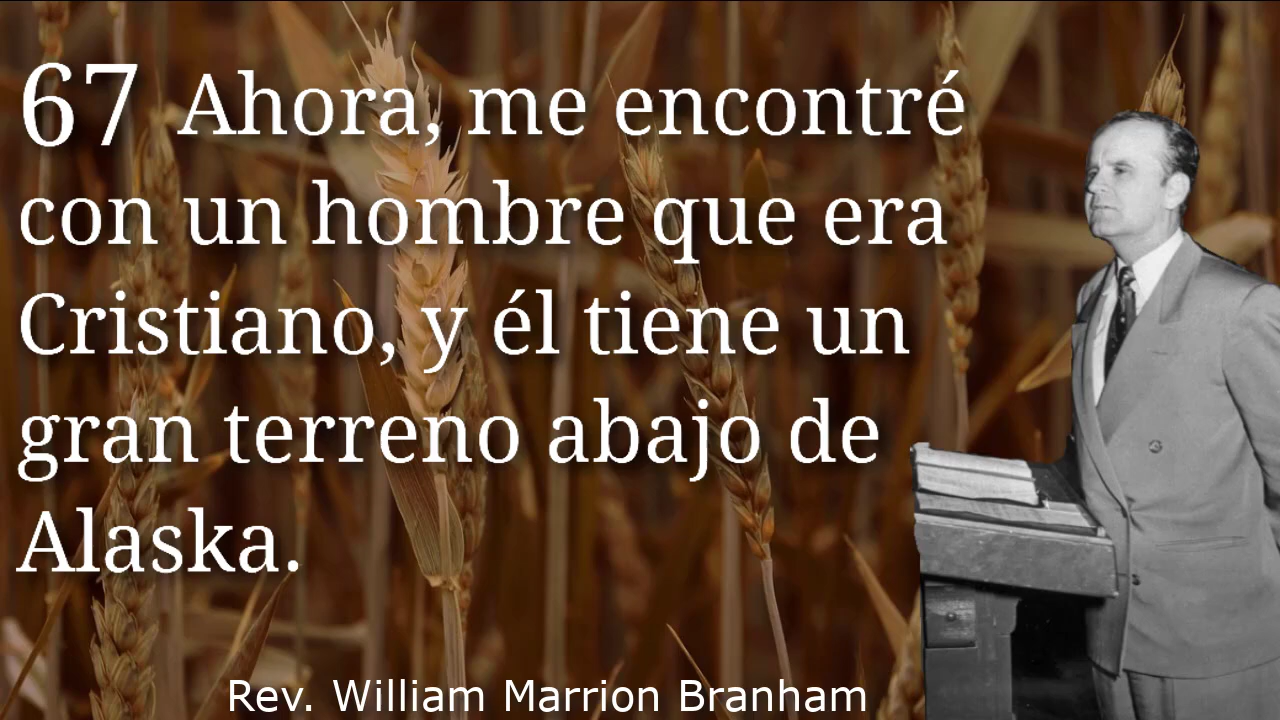 67 Ahora, me encontré
con un hombre que era
Cristiano, y él tiene un
gran terreno abajo de
Alaska.
Rev. William Marrion Branham